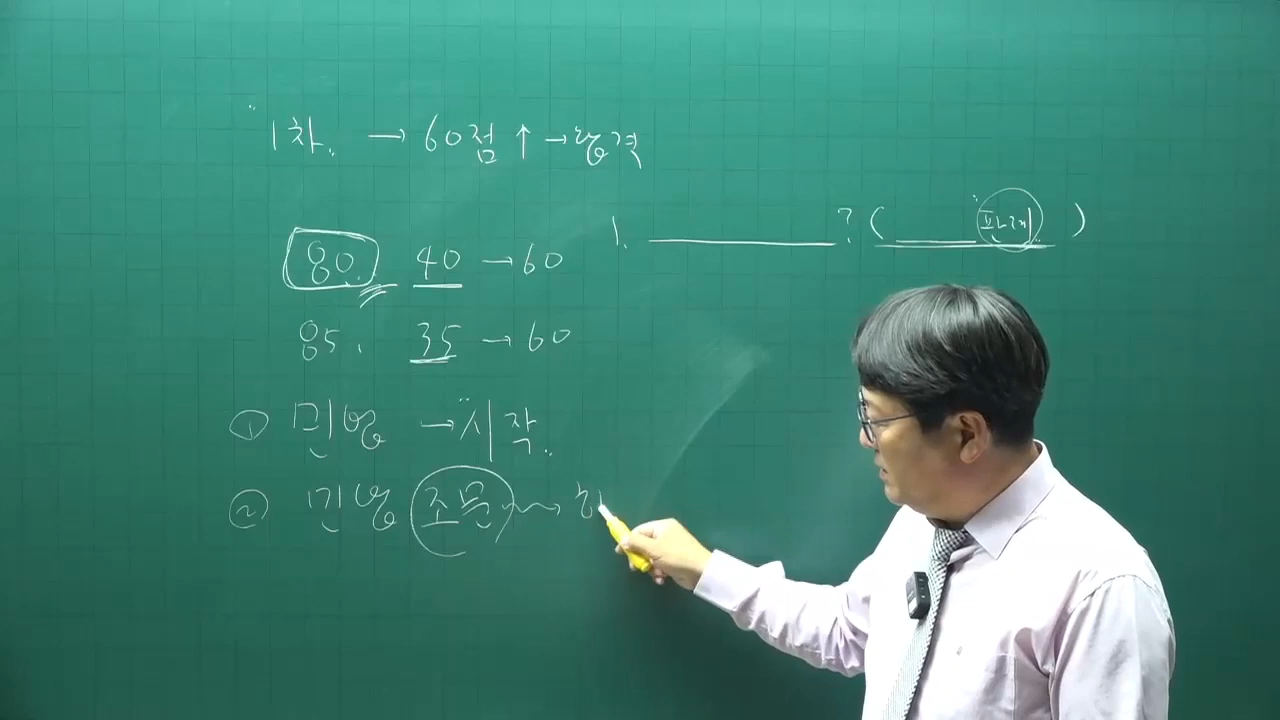 1차. → 60점 ↑ → 합격
1. ? ( 판례. )
80. 40 → 60
85. 35 → 60
① 민법 → 시작..
② 민법 조문